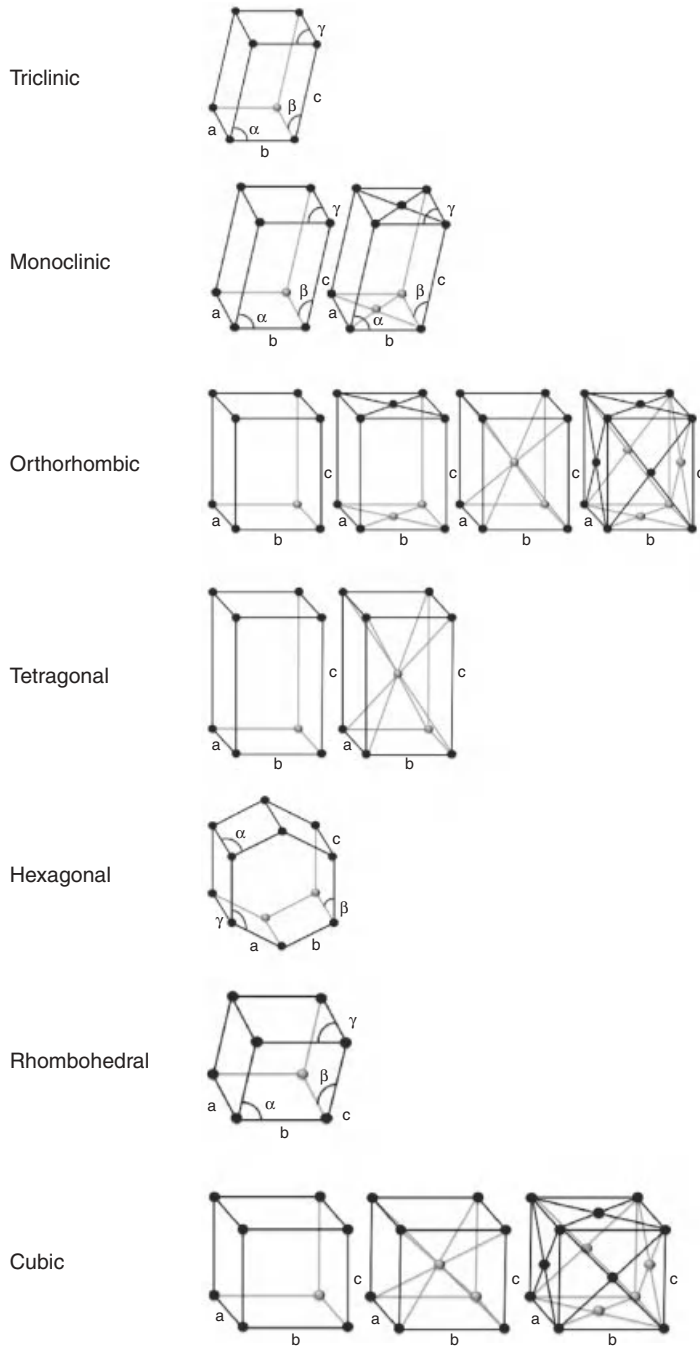 Triclinic
γ
β
c
a
α
b
Monoclinic
γ γ
c c
β β
a α a α
b b
Orthorhombic
c c c c
a a a a
b b b b
Tetragonal
c c
a a
b b
Hexagonal
α c
γ β
a b
Rhombohedral
γ
β
a α
b c
Cubic
c c c
a a a
b b b